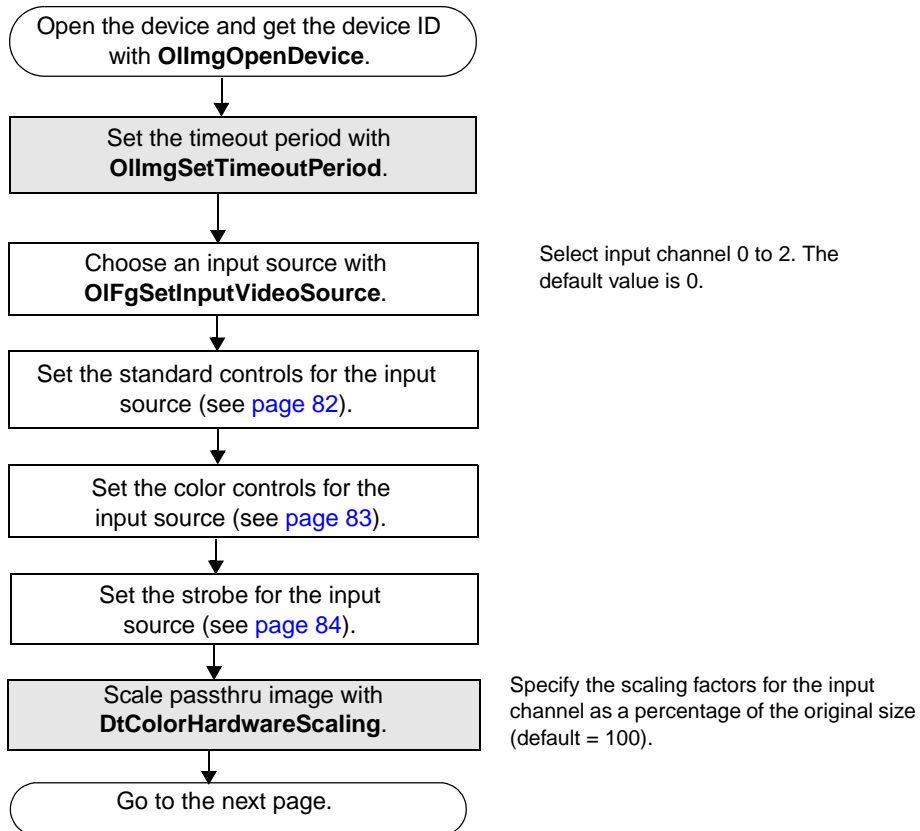 Open the device and get the device ID
with OlImgOpenDevice.
Set the timeout period with
OlImgSetTimeoutPeriod.
Choose an input source with
OlFgSetInputVideoSource.
Select input channel 0 to 2. The
default value is 0.
Set the standard controls for the input
source (see page 82).
Set the color controls for the
input source (see page 83).
Set the strobe for the input
source (see page 84).
Scale passthru image with
DtColorHardwareScaling.
Specify the scaling factors for the input
channel as a percentage of the original size
(default = 100).
Go to the next page.